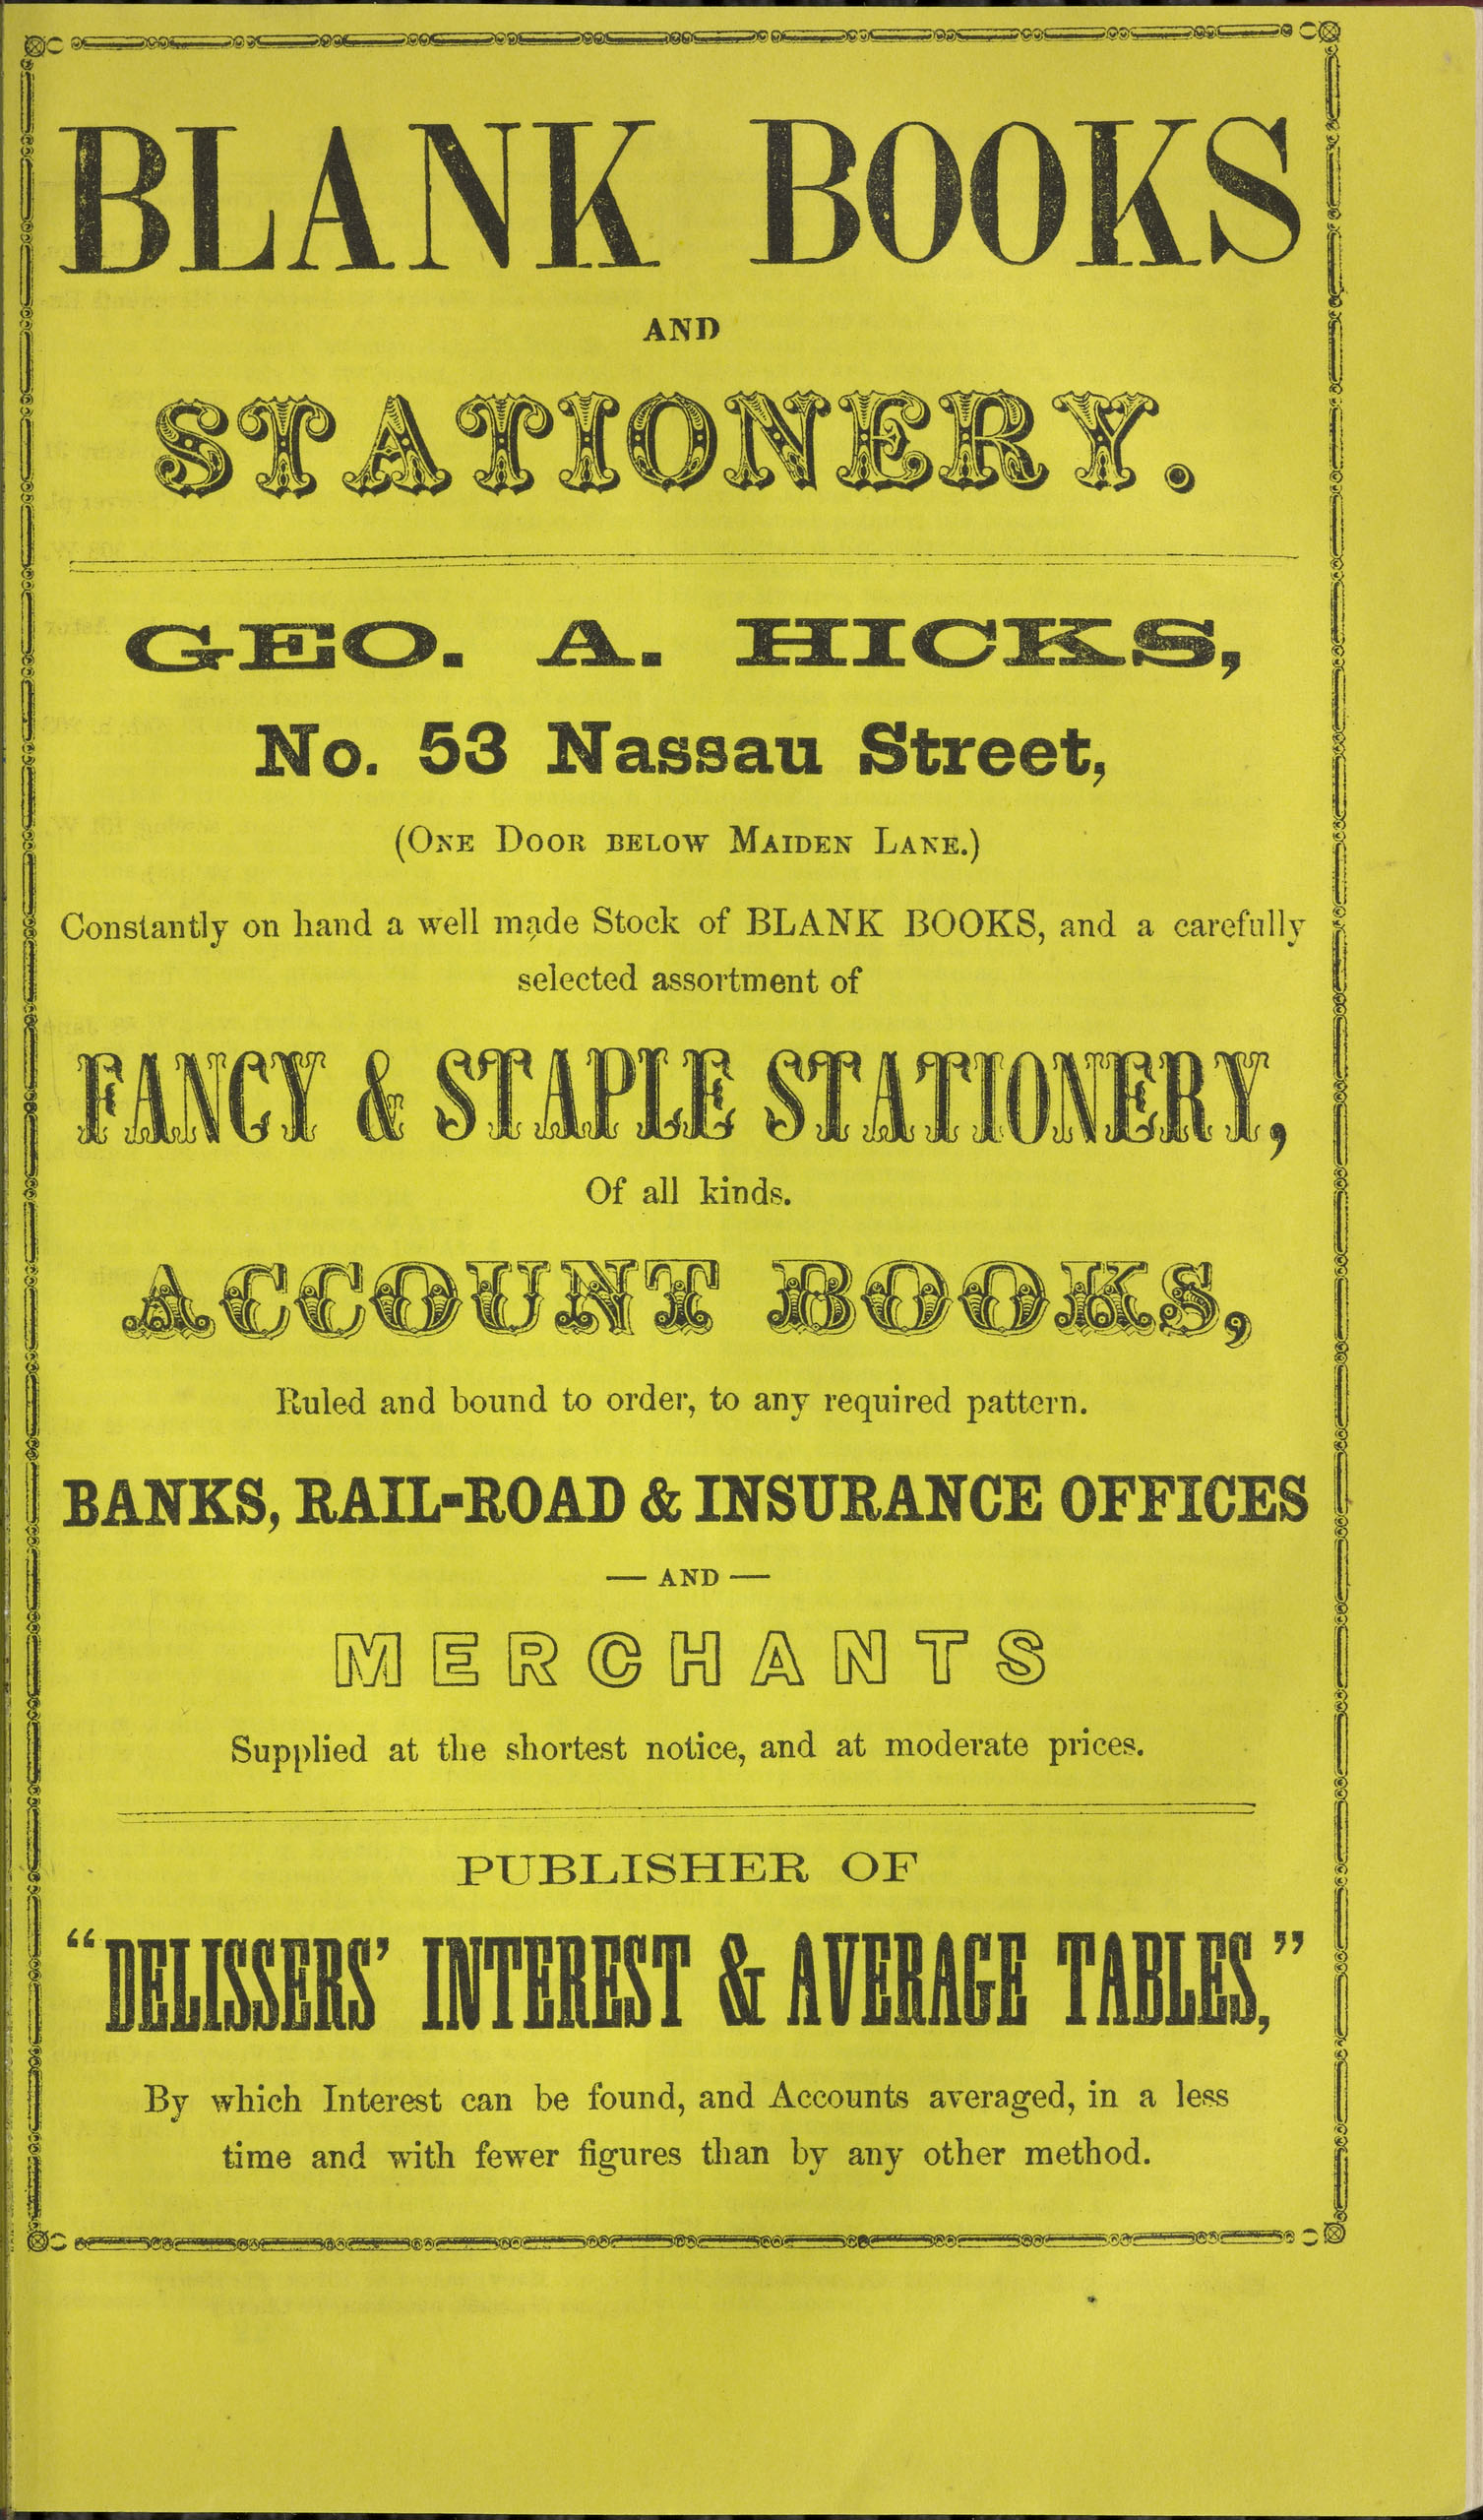 BLANK BOOKS
AND
STATIONERY.
GEO. A. HICKS,
No. 53 Nassau Street,
(ONE DOOR BELOW MAIDEN LANE.)
Constantly on hand a well made Stock of BLANK BOOKS, and a carefully
selected assortment of
FANCY & STAPLE STATIONERY,
Of all kinds.
ACCOUNT BOOKS,
Ruled and bound to order, to any required pattern.
BANKS, RAIL-ROAD & INSURANCE OFFICES
— AND —
MERCHANTS
Supplied at the shortest notice, and at moderate prices.
PUBLISHER OF
"DELISSERS' INTEREST & AVERAGE TABLES,"
By which Interest can be found, and Accounts averaged, in a less
time and with fewer figures than by any other method.